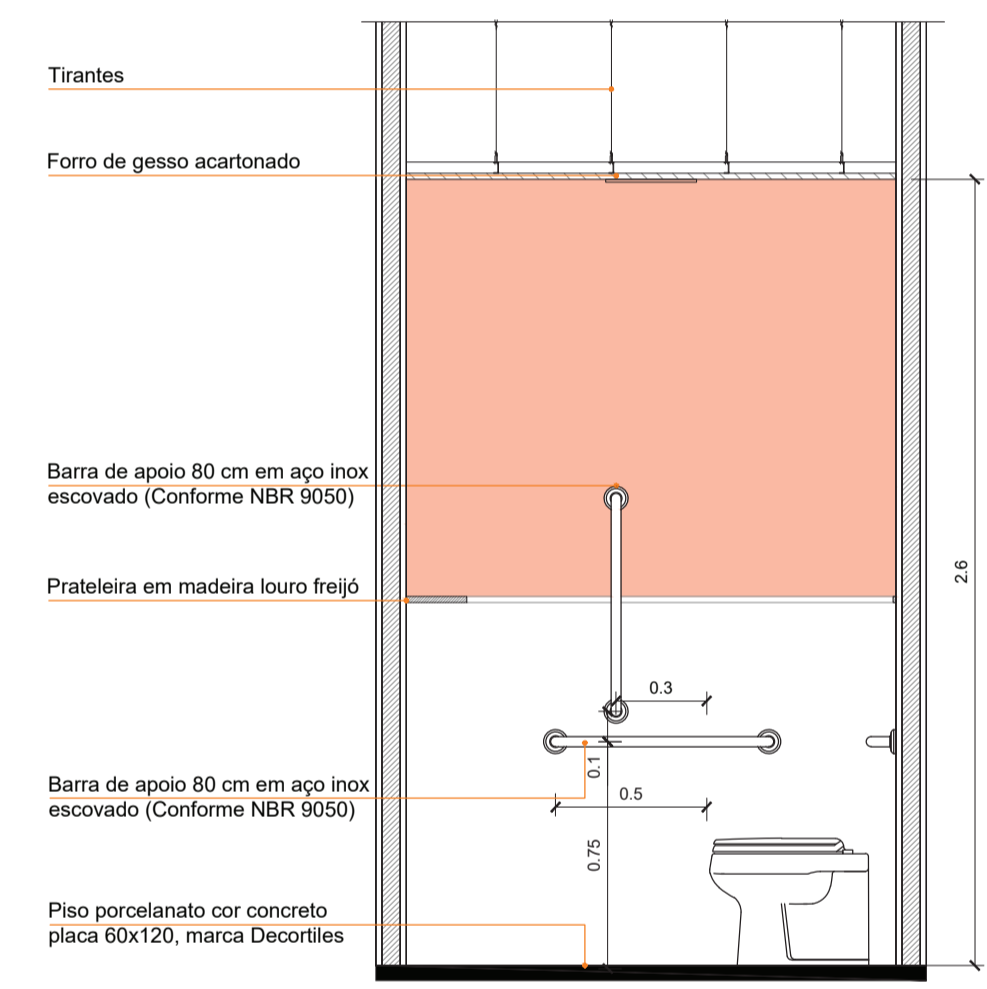 Tirantes
Forro de gesso acartonado
Barra de apoio 80 cm em aço inox
escovado (Conforme NBR 9050)
Prateleira em madeira louro freijó
2.6
0.3
0.1
Barra de apoio 80 cm em aço inox
escovado (Conforme NBR 9050)
0.5
0.75
Piso porcelanato cor concreto
placa 60x120, marca Decortiles